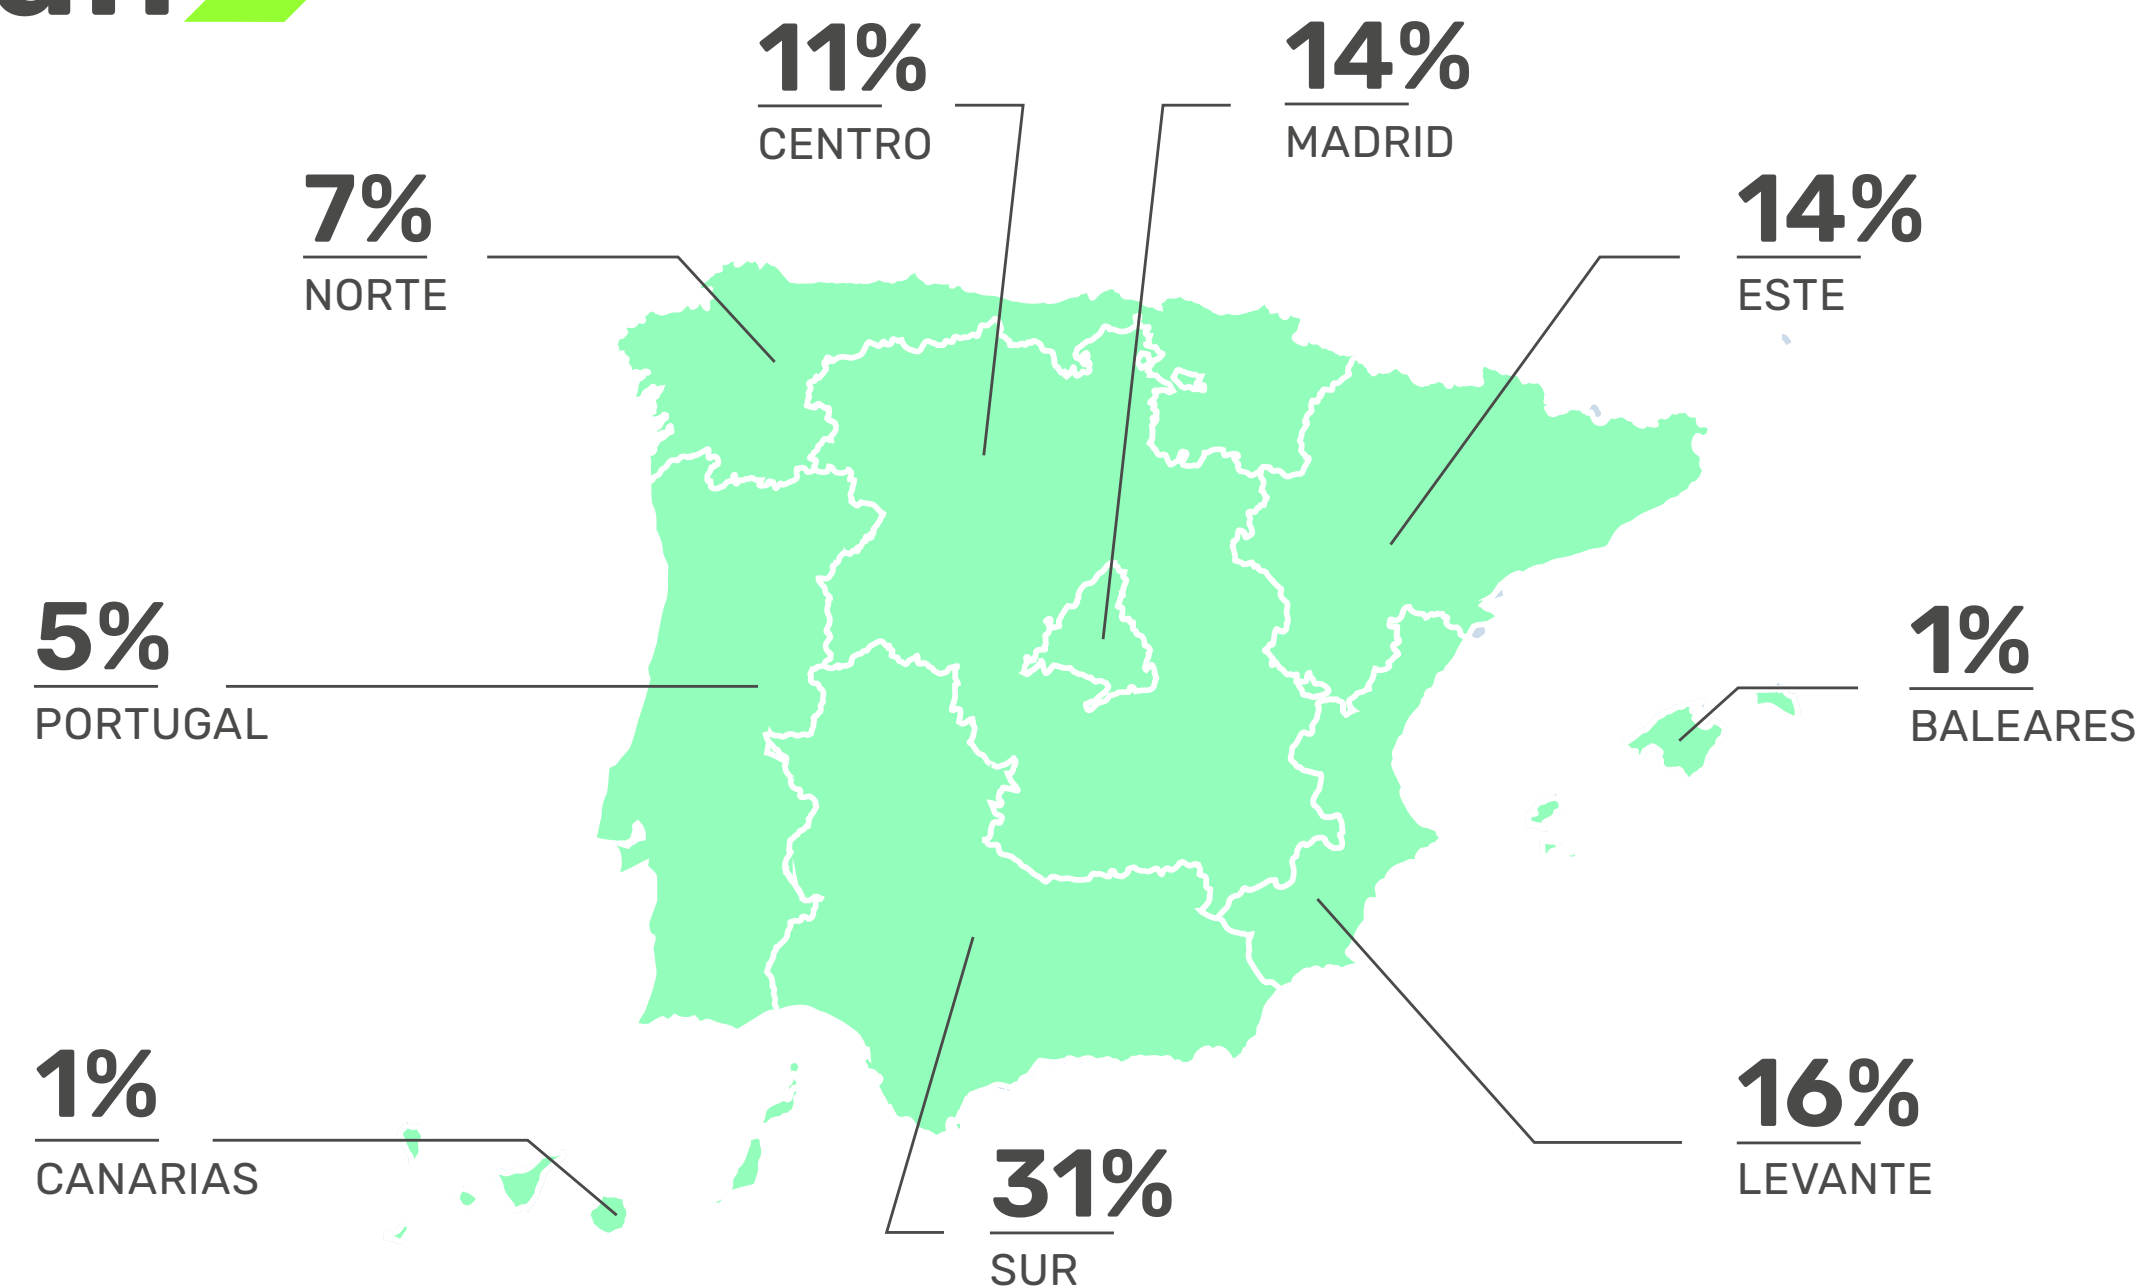 11%
CENTRO
14%
MADRID
7%
NORTE
14%
ESTE
5%
PORTUGAL
1%
BALEARES
1%
CANARIAS
16%
LEVANTE
31%
SUR